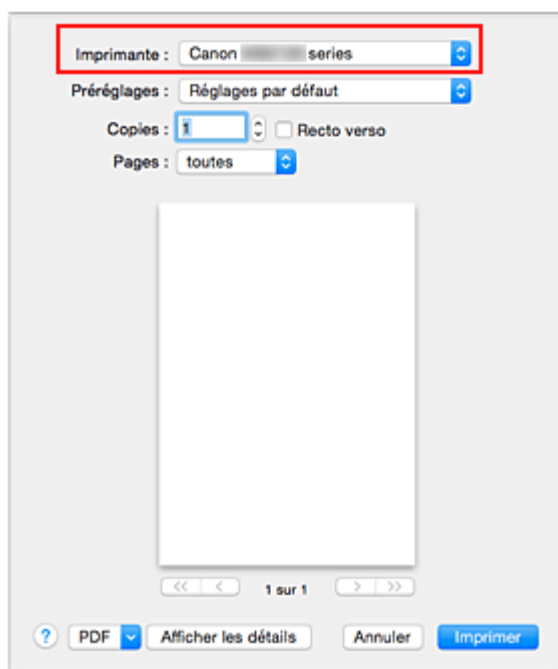 Imprimante : Canon series
Préréglages : Réglages par défaut
Copies : 1 Recto verso
Pages : toutes
1 sur 1
? PDF Afficher les détails Annuler Imprimer